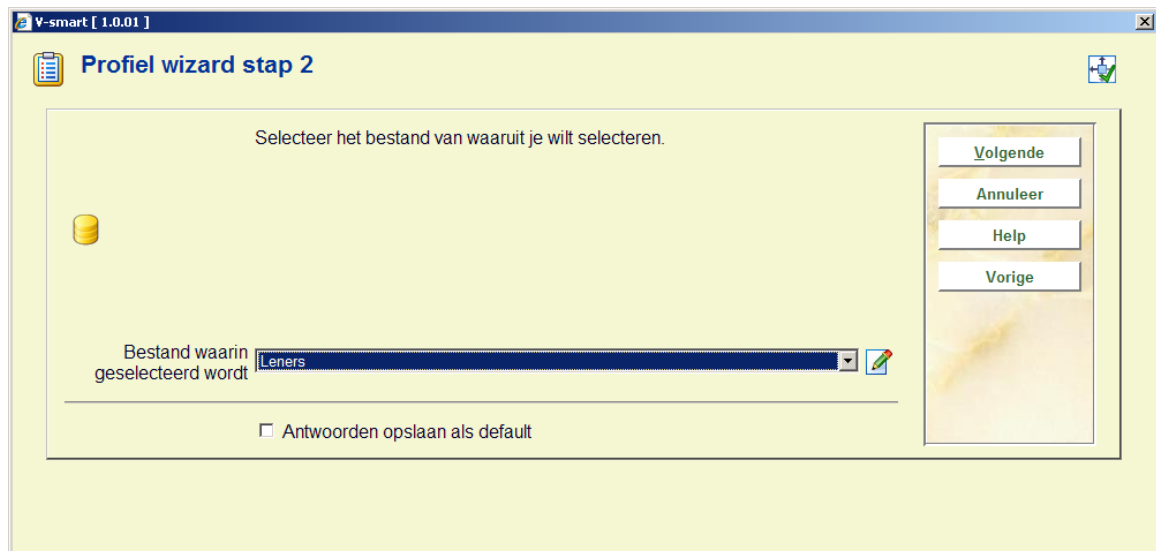 V-smart [ 1.0.01 ]
Profiel wizard stap 2
Selecteer het bestand van waaruit je wilt selecteren.
Volgende
Annuleer
Help
Vorige
Bestand waarin
geselecteerd wordt
Leners
Antwoorden opslaan als default